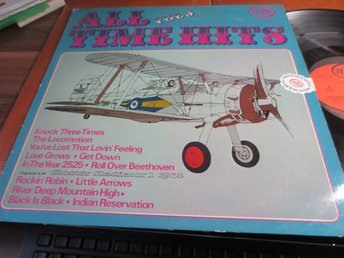 mfp
ALL
VOL.3
TIME HITS
Knock Three Times
The Locomotion
You've Lost That Lovin' Feeling
Love Grows • Get Down
In The Year 2525 • Roll Over Beethoven
Rockin' Robin • Little Arrows
River Deep Mountain High •
Black Is Black • Indian Reservation